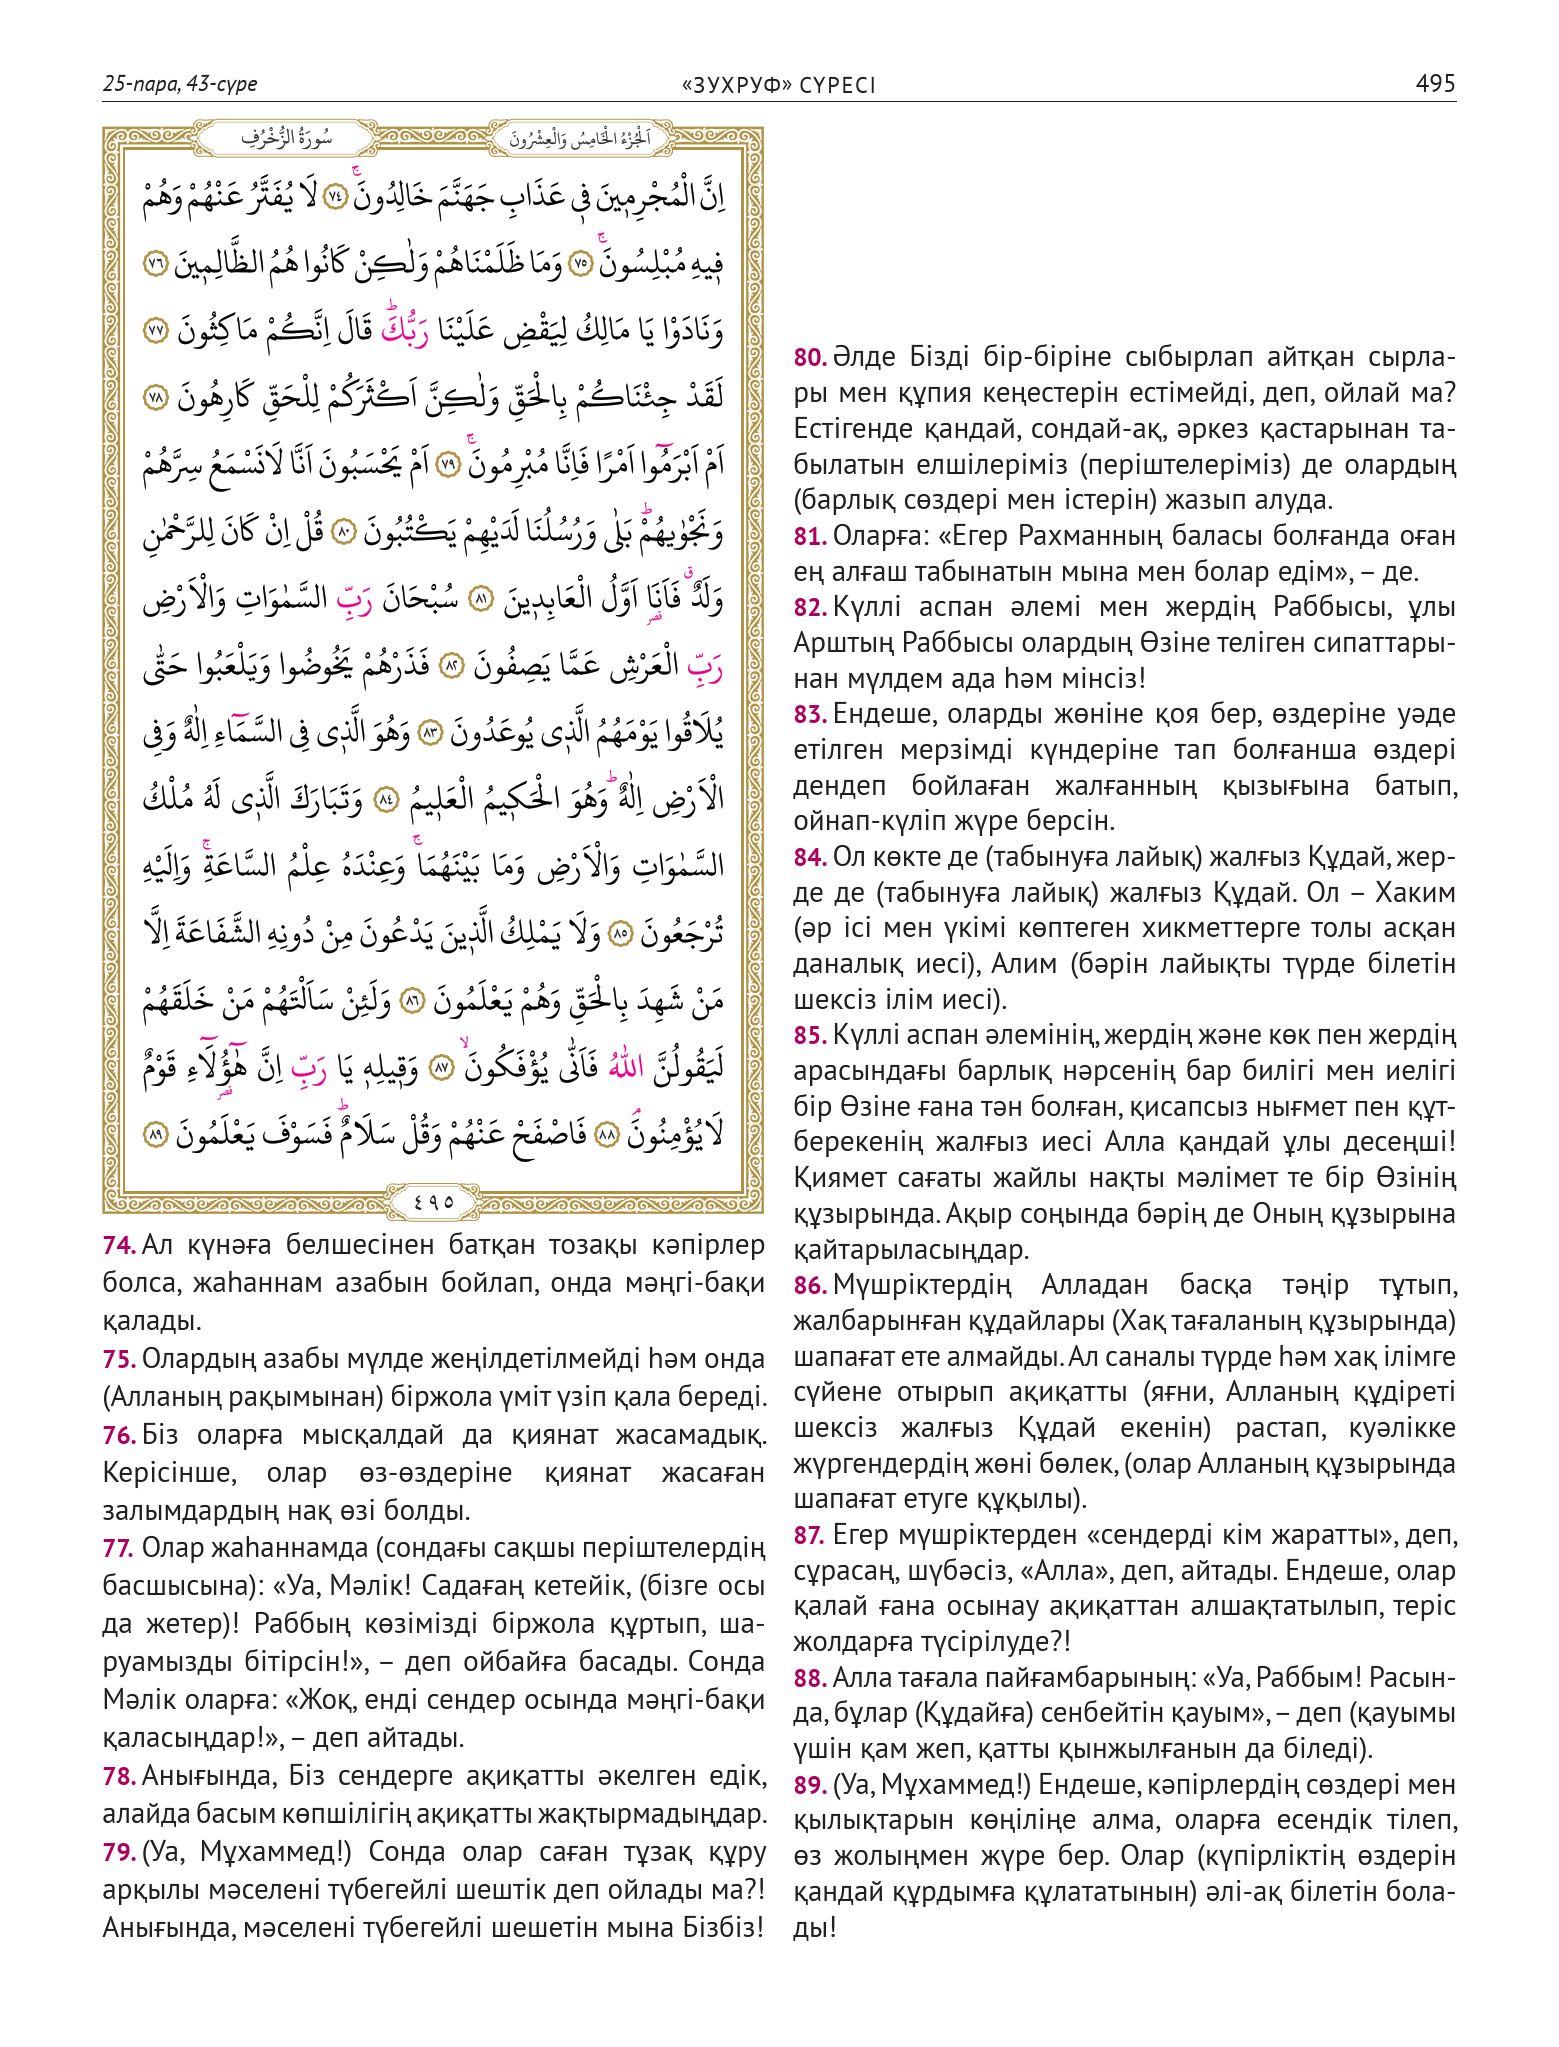 25-пара, 43-сүре
«ЗУХРУФ» СҮРЕСІ
495
سُورَةُ الزُّخْرُفِ
اَلْجُزْءُ الْخَامِسُ وَالْعِشْرُونَ
اِنَّ الْمُجْرِمٖينَ فٖي عَذَابِ جَهَنَّمَ خَالِدُونَۚ ﴿٧٤﴾ لَا يُفَتَّرُ عَنْهُمْ وَهُمْ
فٖيهِ مُبْلِسُونَۚ ﴿٧٥﴾ وَمَا ظَلَمْنَاهُمْ وَلٰكِنْ كَانُوا هُمُ الظَّالِمٖينَ ﴿٧٦﴾
وَنَادَوْا يَا مَالِكُ لِيَقْضِ عَلَيْنَا رَبُّكَؕ قَالَ اِنَّكُمْ مَاكِثُونَ ﴿٧٧﴾
لَقَدْ جِئْنَاكُمْ بِالْحَقِّ وَلٰكِنَّ اَكْثَرَكُمْ لِلْحَقِّ كَارِهُونَ ﴿٧٨﴾
اَمْ اَبْرَمُٓوا اَمْرًا فَاِنَّا مُبْرِمُونَۚ ﴿٧٩﴾ اَمْ يَحْسَبُونَ اَنَّا لَانَسْمَعُ سِرَّهُمْ
وَنَجْوٰيهُمْؕ بَلٰى وَرُسُلُنَا لَدَيْهِمْ يَكْتُبُونَ ﴿٨٠﴾ قُلْ اِنْ كَانَ لِلرَّحْمٰنِ
وَلَدٌࣗ فَاَنَا۬ اَوَّلُ الْعَابِدٖينَ ﴿٨١﴾ سُبْحَانَ رَبِّ السَّمٰوَاتِ وَالْاَرْضِ
رَبِّ الْعَرْشِ عَمَّا يَصِفُونَ ﴿٨٢﴾ فَذَرْهُمْ يَخُوضُوا وَيَلْعَبُوا حَتّٰى
يُلَاقُوا يَوْمَهُمُ الَّذٖى يُوعَدُونَ ﴿٨٣﴾ وَهُوَ الَّذٖى فِى السَّمَٓاءِ اِلٰهٌ وَفِى
الْاَرْضِ اِلٰهٌؕ وَهُوَ الْحَكٖيمُ الْعَلٖيمُ ﴿٨٤﴾ وَتَبَارَكَ الَّذٖى لَهُ مُلْكُ
السَّمٰوَاتِ وَالْاَرْضِ وَمَا بَيْنَهُمَاۚ وَعِنْدَهُ عِلْمُ السَّاعَةِۚ وَاِلَيْهِ
تُرْجَعُونَ ﴿٨٥﴾ وَلَا يَمْلِكُ الَّذٖينَ يَدْعُونَ مِنْ دُونِهِ الشَّفَاعَةَ اِلَّا
مَنْ شَهِدَ بِالْحَقِّ وَهُمْ يَعْلَمُونَ ﴿٨٦﴾ وَلَئِنْ سَاَلْتَهُمْ مَنْ خَلَقَهُمْ
لَيَقُولُنَّ اللّٰهُ فَاَنّٰى يُؤْفَكُونَۙ ﴿٨٧﴾ وَقٖيلِهٖ يَا رَبِّ اِنَّ هٰٓؤُ۬لَٓاءِ قَوْمٌ
لَا يُؤْمِنُونَۘ ﴿٨٨﴾ فَاصْفَحْ عَنْهُمْ وَقُلْ سَلَامٌؕ فَسَوْفَ يَعْلَمُونَ ﴿٨٩﴾
٤٩٥
74. Ал күнәға белшесінен батқан тозақы кәпірлер
болса, жаһаннам азабын бойлап, онда мәңгі-бақи
қалады.
75. Олардың азабы мүлде жеңілдетілмейді һәм онда
(Алланың рақымынан) біржола үміт үзіп қала береді.
76. Біз оларға мысқалдай да қиянат жасамадық.
Керісінше, олар өз-өздеріне қиянат жасаған
залымдардың нақ өзі болды.
77. Олар жаһаннамда (сондағы сақшы періштелердің
басшысына): «Уа, Мәлік! Садағаң кетейік, (бізге осы
да жетер)! Раббың көзімізді біржола құртып, ша-
руамызды бітірсін!», – деп ойбайға басады. Сонда
Мәлік оларға: «Жоқ, енді сендер осында мәңгі-бақи
қаласыңдар!», – деп айтады.
78. Анығында, Біз сендерге ақиқатты әкелген едік,
алайда басым көпшілігің ақиқатты жақтырмадыңдар.
79. (Уа, Мұхаммед!) Сонда олар саған тұзақ құру
арқылы мәселені түбегейлі шештік деп ойлады ма?!
Анығында, мәселені түбегейлі шешетін мына Бізбіз!
80. Әлде Бізді бір-біріне сыбырлап айтқан сырла-
ры мен құпия кеңестерін естімейді, деп, ойлай ма?
Естігенде қандай, сондай-ақ, әркез қастарынан та-
былатын елшілеріміз (періштелеріміз) де олардың
(барлық сөздері мен істерін) жазып алуда.
81. Оларға: «Егер Рахманның баласы болғанда оған
ең алғаш табынатын мына мен болар едім», – де.
82. Күллі аспан әлемі мен жердің Раббысы, ұлы
Арштың Раббысы олардың Өзіне теліген сипаттары-
нан мүлдем ада һәм мінсіз!
83. Ендеше, оларды жөніне қоя бер, өздеріне уәде
етілген мерзімді күндеріне тап болғанша өздері
дендеп бойлаған жалғанның қызығына батып,
ойнап-күліп жүре берсін.
84. Ол көкте де (табынуға лайық) жалғыз Құдай, жер-
де де (табынуға лайық) жалғыз Құдай. Ол – Хаким
(әр ісі мен үкімі көптеген хикметтерге толы асқан
даналық иесі), Алим (бәрін лайықты түрде білетін
шексіз ілім иесі).
85. Күллі аспан әлемінің, жердің және көк пен жердің
арасындағы барлық нәрсенің бар билігі мен иелігі
бір Өзіне ғана тән болған, қисапсыз нығмет пен құт-
берекенің жалғыз иесі Алла қандай ұлы десеңші!
Қиямет сағаты жайлы нақты мәлімет те бір Өзінің
құзырында. Ақыр соңында бәрің де Оның құзырына
қайтарыласыңдар.
86. Мүшріктердің Алладан басқа тәңір тұтып,
жалбарынған құдайлары (Хақ тағаланың құзырында)
шапағат ете алмайды. Ал саналы түрде һәм хақ ілімге
сүйене отырып ақиқатты (яғни, Алланың құдіреті
шексіз жалғыз Құдай екенін) растап, куәлікке
жүргендердің жөні бөлек, (олар Алланың құзырында
шапағат етуге құқылы).
87. Егер мүшріктерден «сендерді кім жаратты», деп,
сұрасаң, шүбәсіз, «Алла», деп, айтады. Ендеше, олар
қалай ғана осынау ақиқаттан алшақтатылып, теріс
жолдарға түсірілуде?!
88. Алла тағала пайғамбарының: «Уа, Раббым! Расын-
да, бұлар (Құдайға) сенбейтін қауым», – деп (қауымы
үшін қам жеп, қатты қынжылғанын да біледі).
89. (Уа, Мұхаммед!) Ендеше, кәпірлердің сөздері мен
қылықтарын көңіліңе алма, оларға есендік тілеп,
өз жолыңмен жүре бер. Олар (күпірліктің өздерін
қандай құрдымға құлататынын) әлі-ақ білетін бола-
ды!